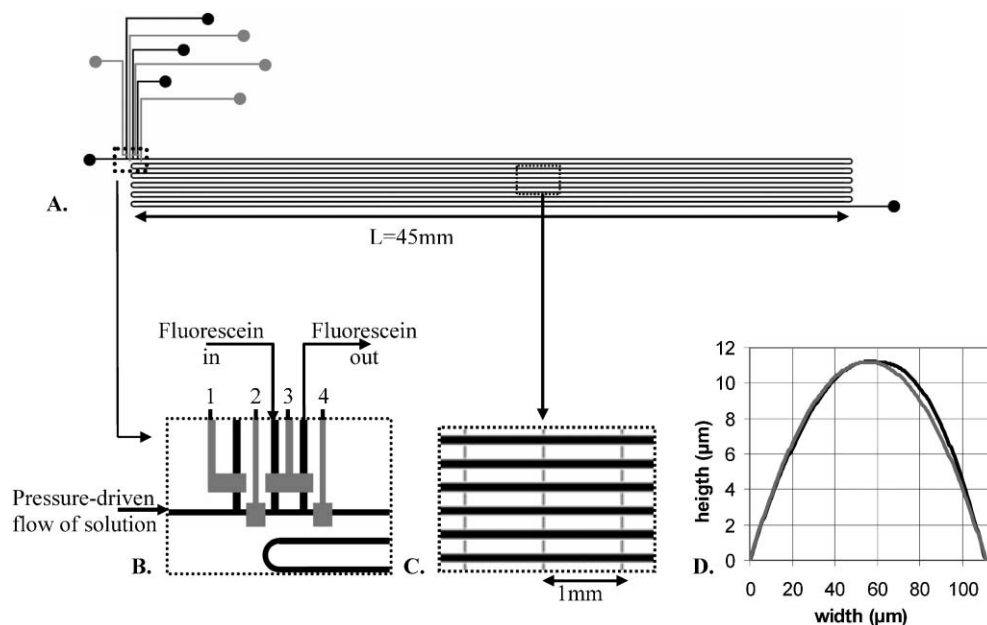 A.
L=45mm
Fluorescein
in
Fluorescein
out
1
2
3
4
Pressure-driven
flow of solution
B.
C.
1mm
D.
heigth (µm)
12
10
8
6
4
2
0
0 20 40 60 80 100
width (µm)